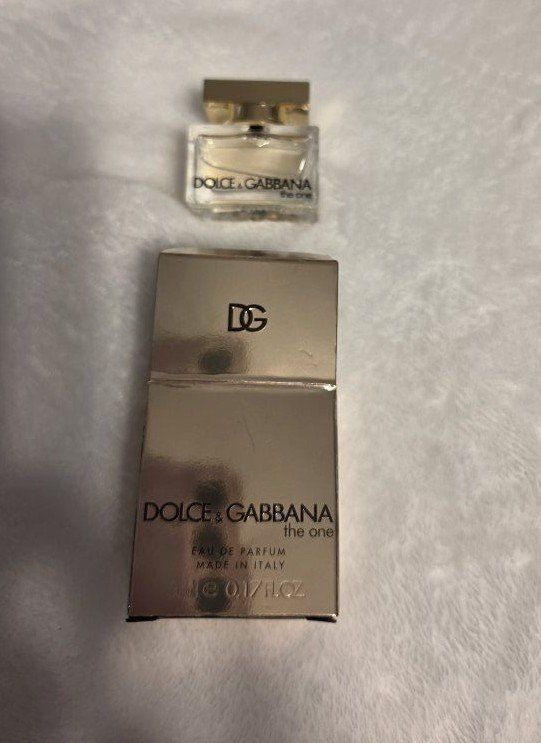 DOLCE & GABBANA
the one
DG
DOLCE & GABBANA
the one
EAU DE PARFUM
MADE IN ITALY
℮ 0.17 FL.OZ.